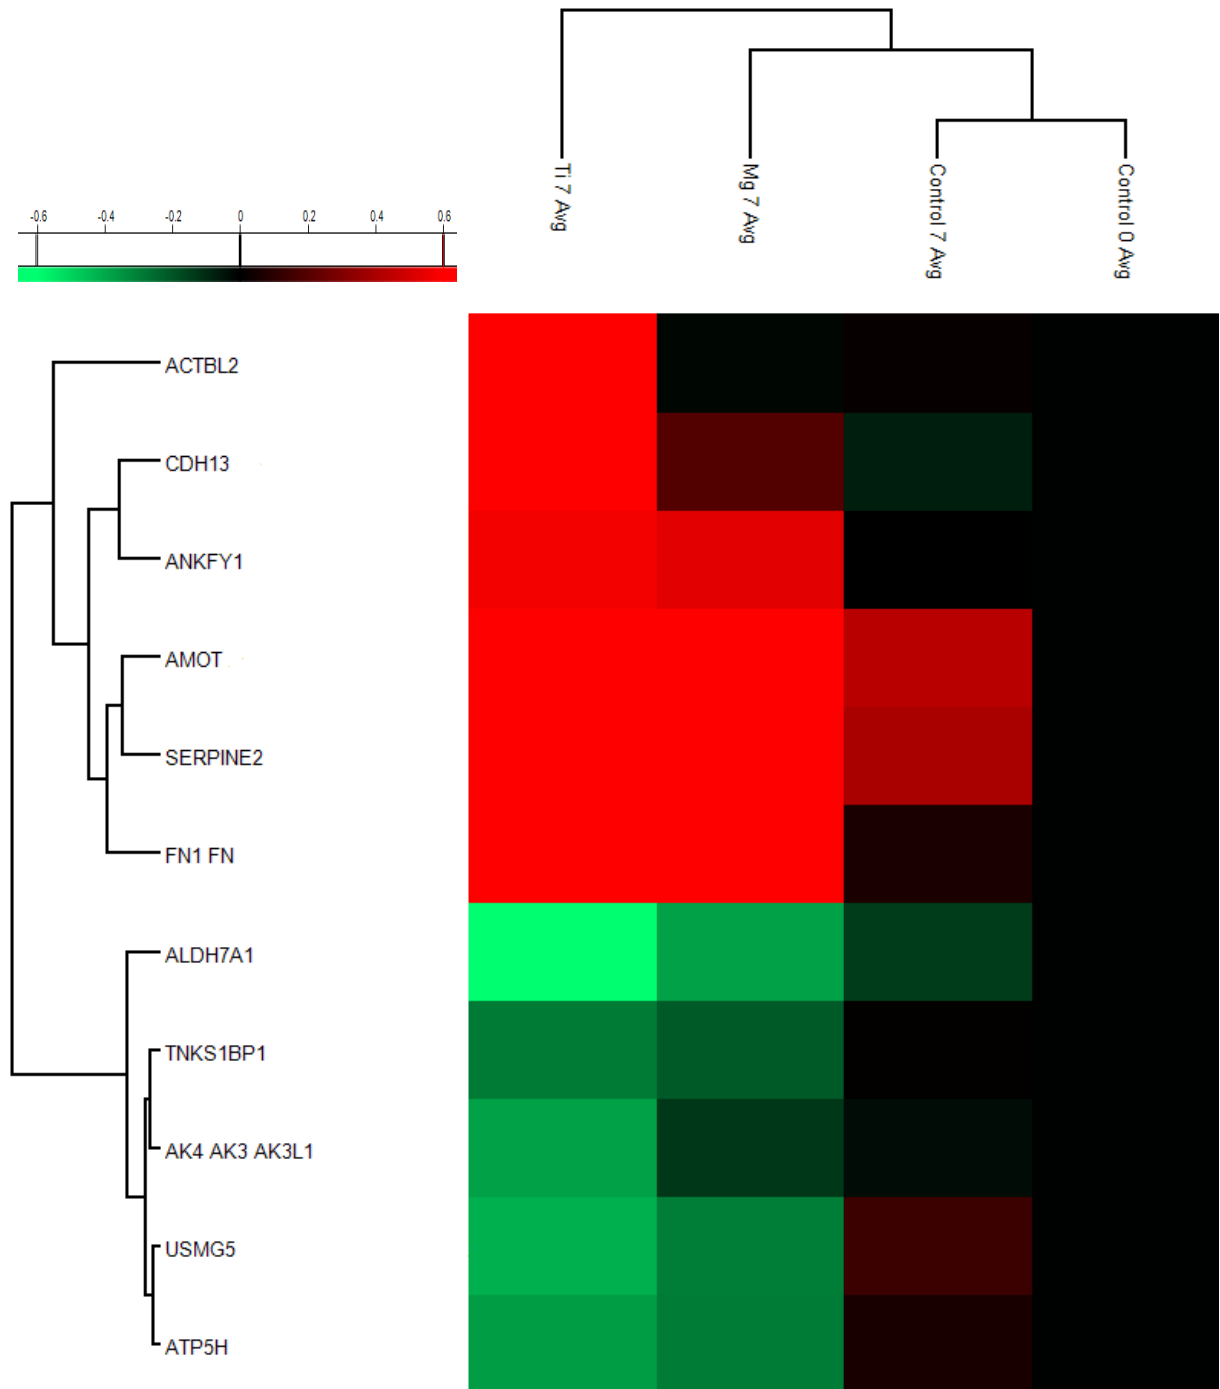 Ti 7 Avg
Mg 7 Avg
Control 7 Avg
Control 0 Avg
-0.6 -0.4 -0.2 0 0.2 0.4 0.6
ACTBL2
CDH13
ANKFY1
AMOT
SERPINE2
FN1 FN
ALDH7A1
TNKS1BP1
AK4 AK3 AK3L1
USMG5
ATP5H